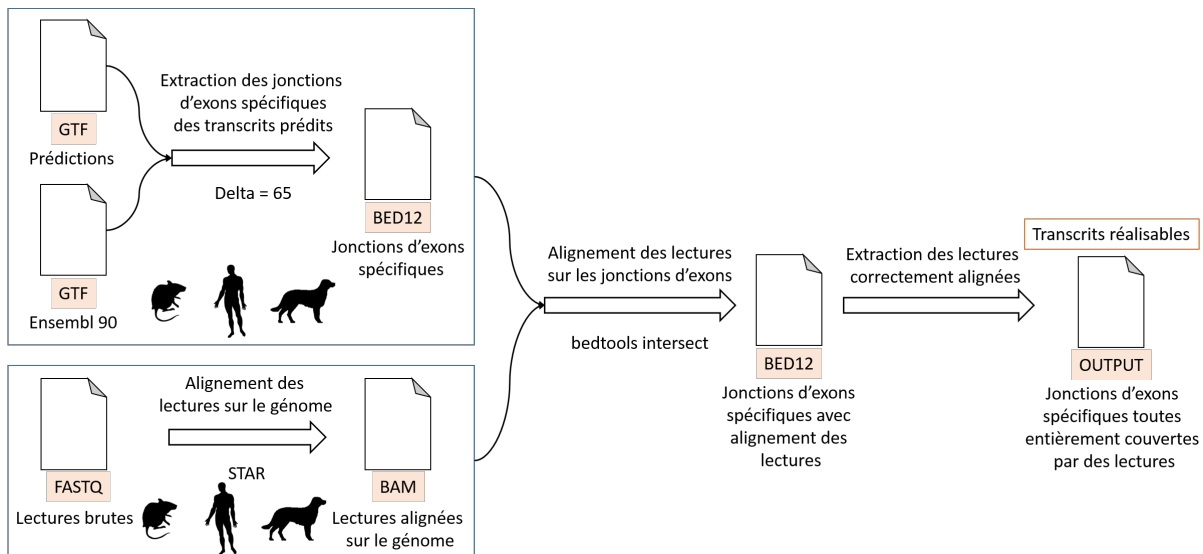 Extraction des jonctions
d'exons spécifiques
des transcrits prédits
GTF
Prédictions
Delta = 65
GTF
Ensembl 90
BED12
Jonctions d'exons
spécifiques
Alignement des
lectures sur le génome
STAR
FASTQ
Lectures brutes
BAM
Lectures alignées
sur le génome
Alignement des lectures
sur les jonctions d'exons
bedtools intersect
BED12
Jonctions d'exons
spécifiques avec
alignement des
lectures
Extraction des lectures
correctement alignées
Transcrits réalisables
OUTPUT
Jonctions d'exons
spécifiques toutes
entièrement couvertes
par des lectures